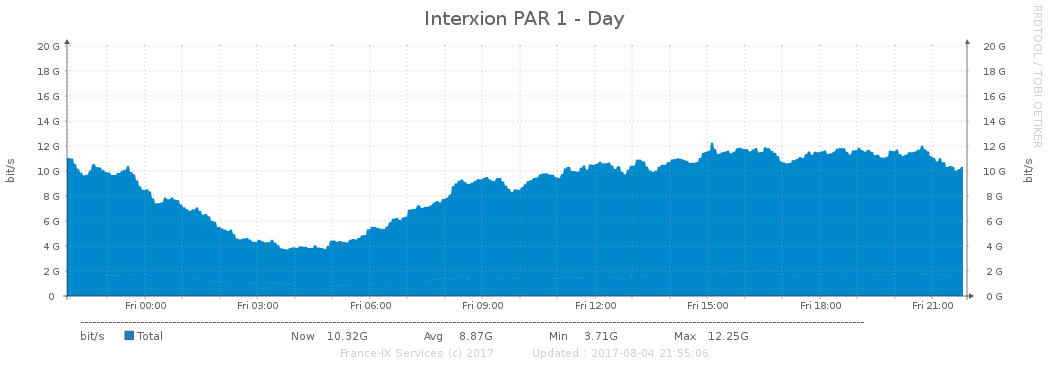 Interxion PAR 1 - Day
RRDTOOL / TOBI OETIKER
20 G 20 G
18 G 18 G
16 G 16 G
14 G 14 G
12 G 12 G
10 G 10 G
8 G 8 G
6 G 6 G
4 G 4 G
2 G 2 G
0 0 G
bit/s
bit/s
Fri 00:00 Fri 03:00 Fri 06:00 Fri 09:00 Fri 12:00 Fri 15:00 Fri 18:00 Fri 21:00
bit/s Total Now 10.32G Avg 8.87G Min 3.71G Max 12.25G
France-IX Services (c) 2017 Updated : 2017-08-04 21:55:06